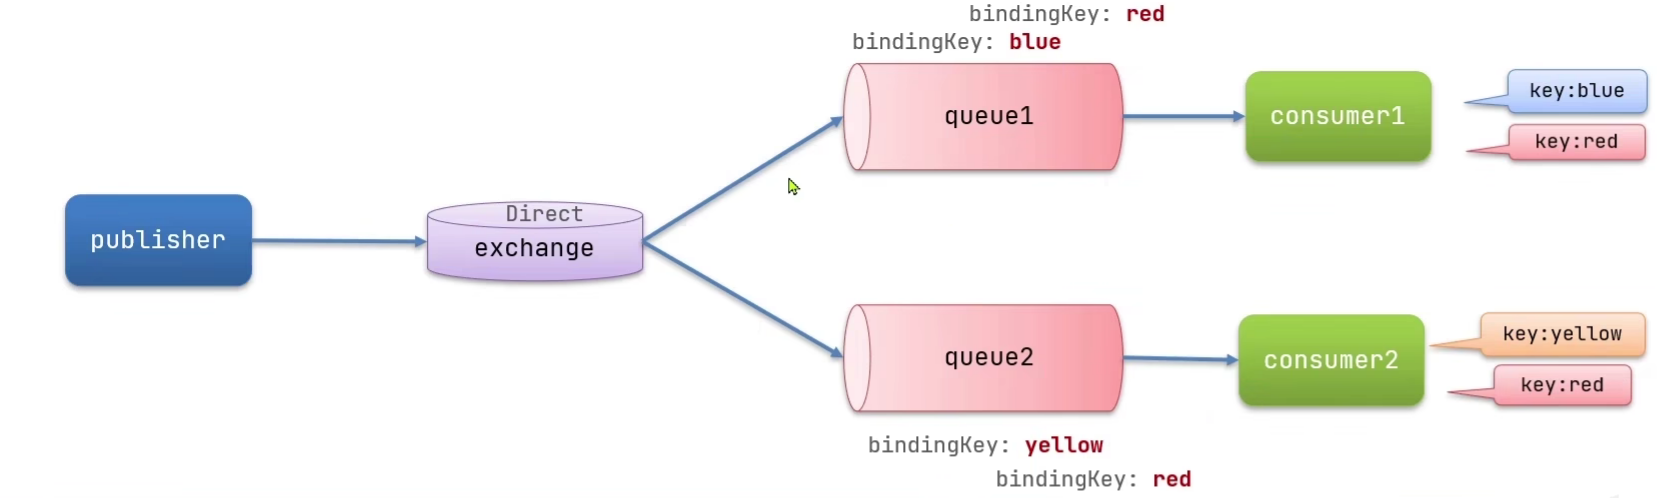 bindingKey: red
bindingKey: blue
queue1
consumer1
key:blue
key:red
publisher
Direct
exchange
queue2
consumer2
key:yellow
key:red
bindingKey: yellow
bindingKey: red